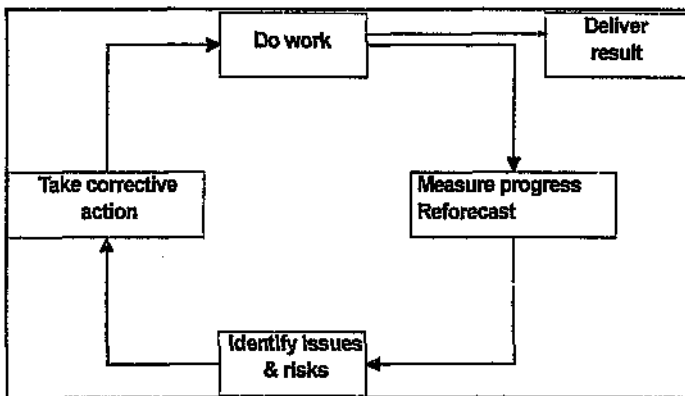 Do work
Deliver
result
Take corrective
action
Measure progress
Reforecast
Identify issues
& risks